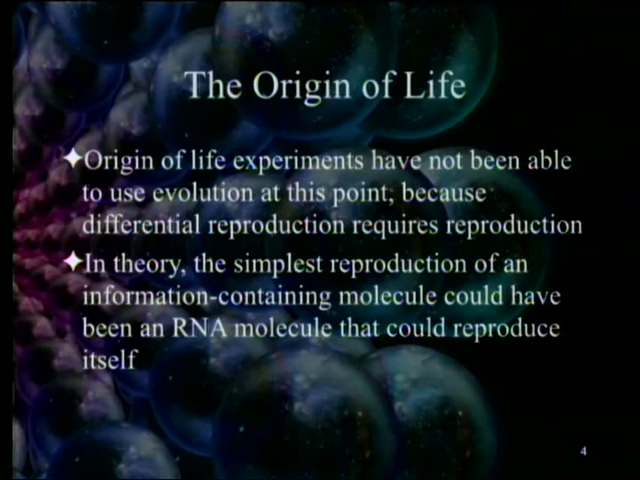 The Origin of Life
✦Origin of life experiments have not been able
to use evolution at this point, because
differential reproduction requires reproduction
✦In theory, the simplest reproduction of an
information-containing molecule could have
been an RNA molecule that could reproduce
itself
4